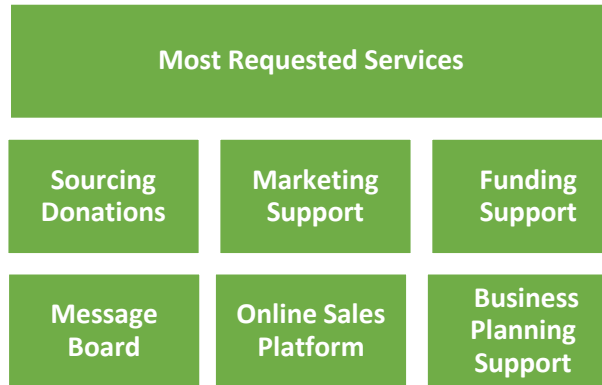 Most Requested Services
Sourcing
Donations
Marketing
Support
Funding
Support
Message
Board
Online Sales
Platform
Business
Planning
Support